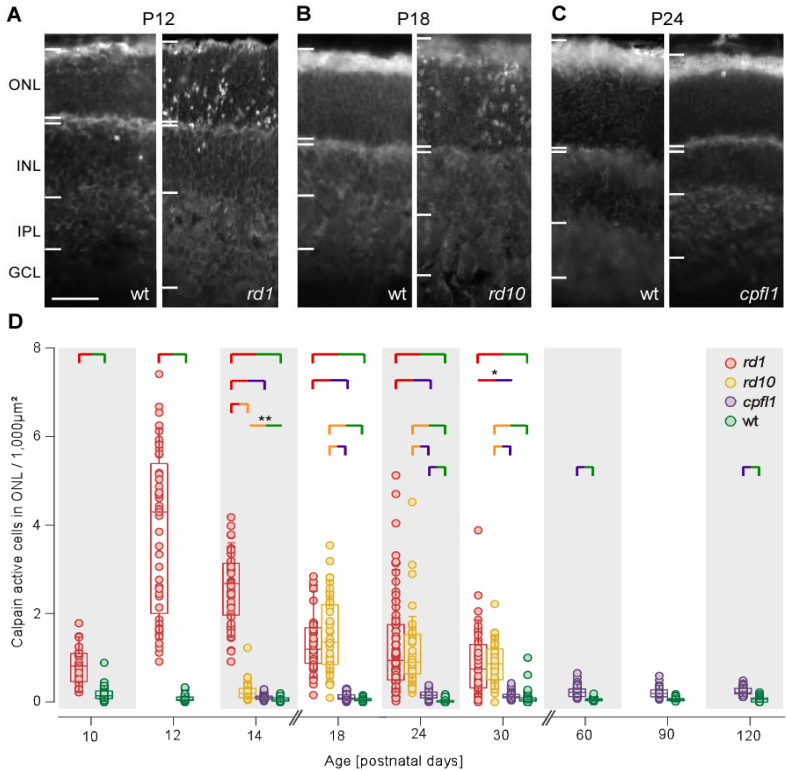 A P12 B P18 C P24
ONL
INL
IPL
GCL
wt rd1 wt rd10 wt cpfl1
D
Calpain active cells in ONL / 1,000µm²
8
6
4
2
0
*
**
rd1
rd10
cpfl1
wt
10 12 14 18 24 30 60 90 120
Age [postnatal days]